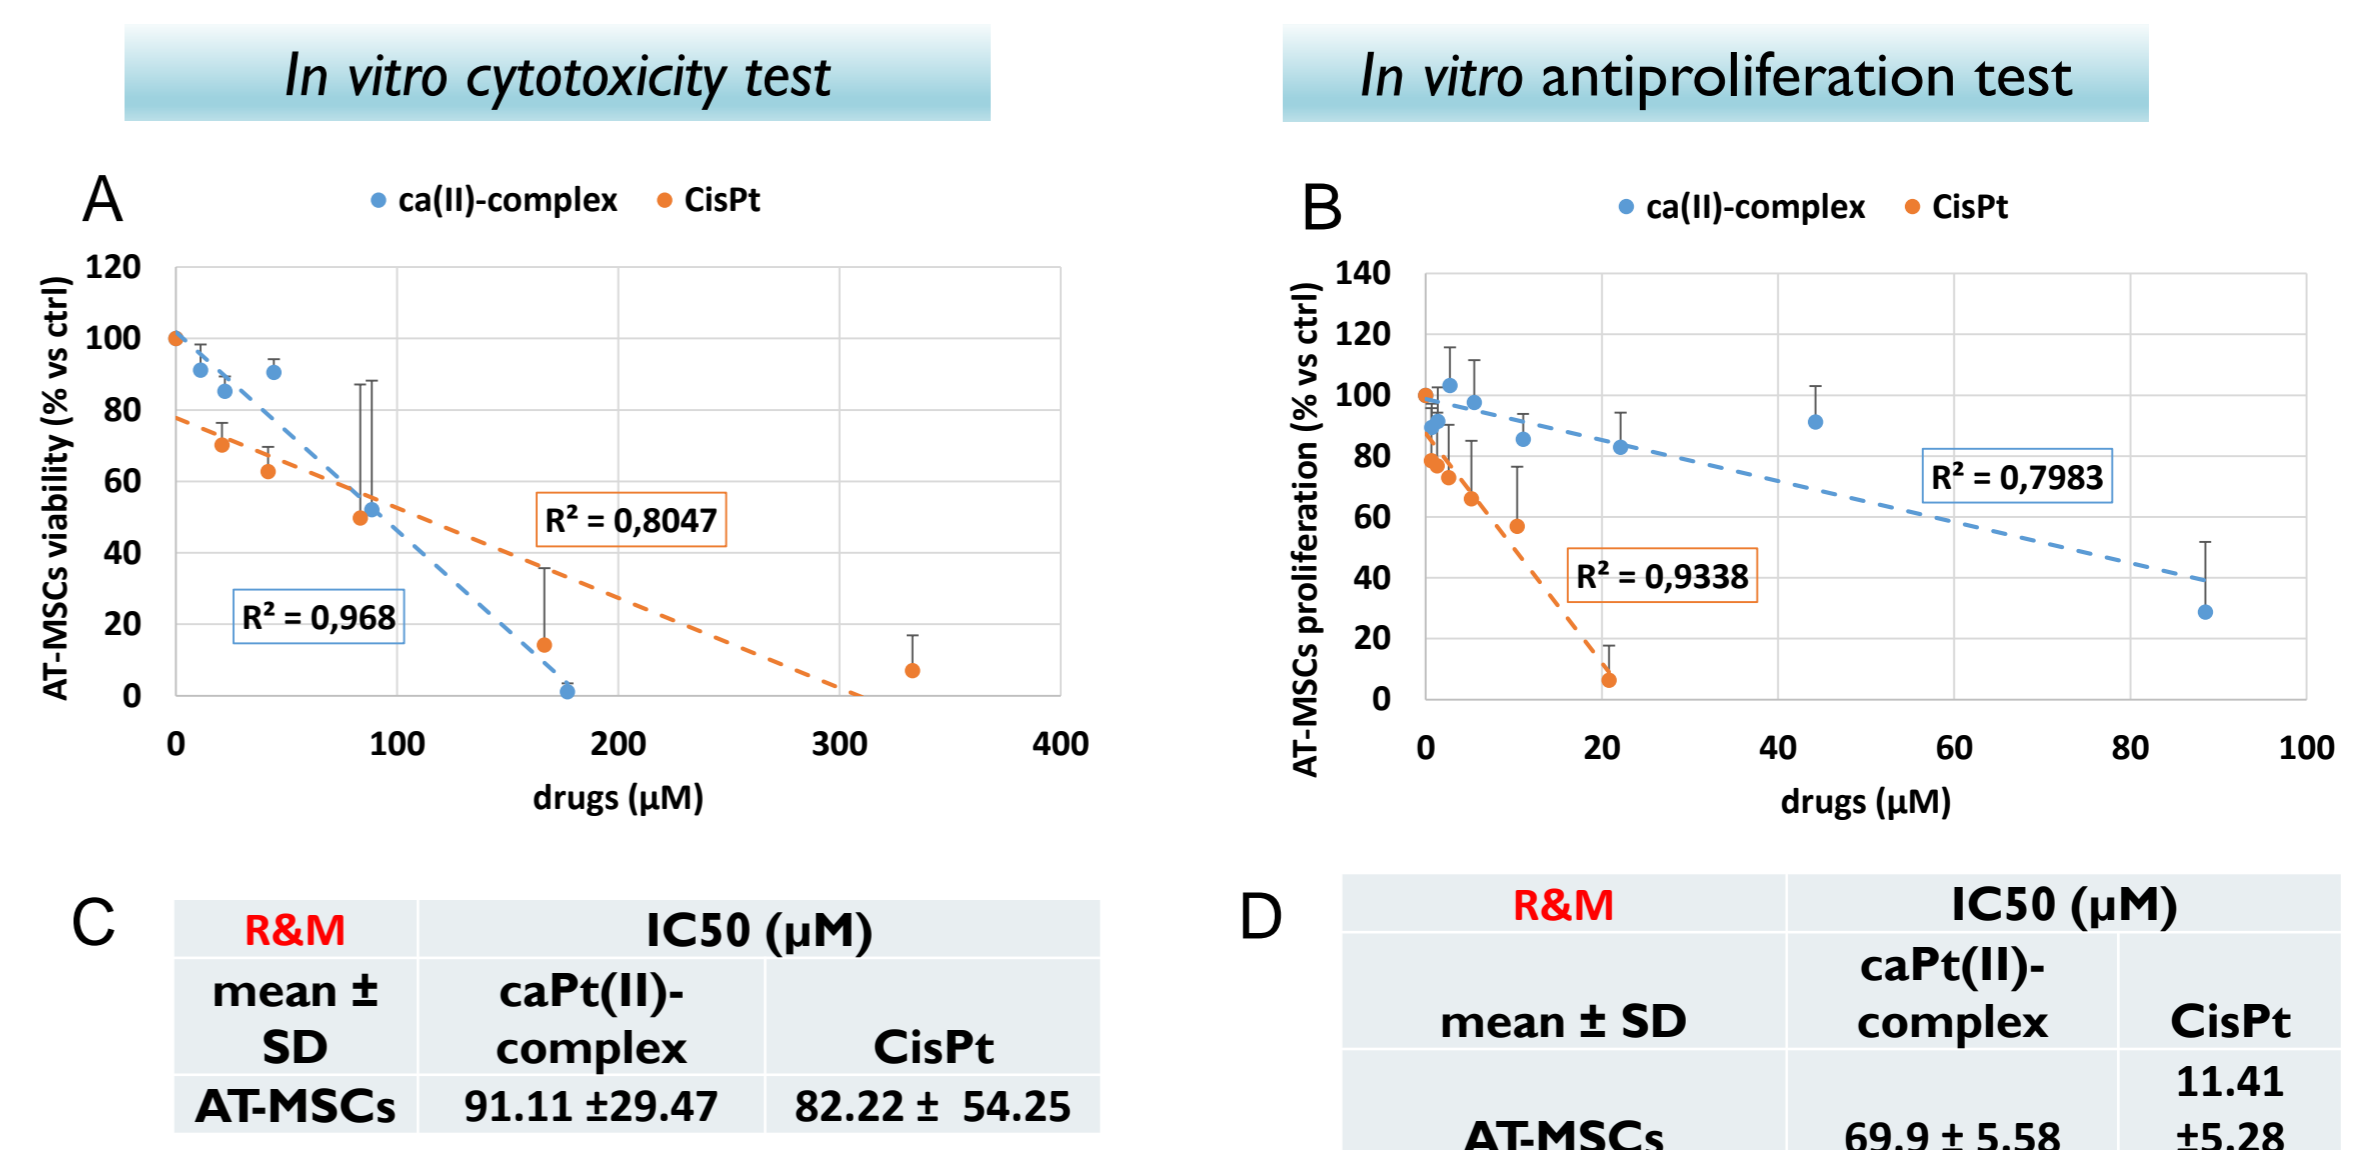 In vitro cytotoxicity test
In vitro antiproliferation test
A
ca(II)-complex
CisPt
AT-MSCs viability (% vs ctrl)
120
100
80
60
40
20
0
R² = 0,8047
R² = 0,968
0
100
200
300
400
drugs (µM)
B
ca(II)-complex
CisPt
AT-MSCs proliferation (% vs ctrl)
140
120
100
80
60
40
20
0
R² = 0,7983
R² = 0,9338
0
20
40
60
80
100
drugs (µM)
C
R&M
IC50 (µM)
mean ±
SD
caPt(II)-
complex
CisPt
AT-MSCs
91.11 ±29.47
82.22 ± 54.25
D
R&M
IC50 (µM)
mean ± SD
caPt(II)-
complex
CisPt
AT-MSCs
69.9 ± 5.58
11.41
±5.28